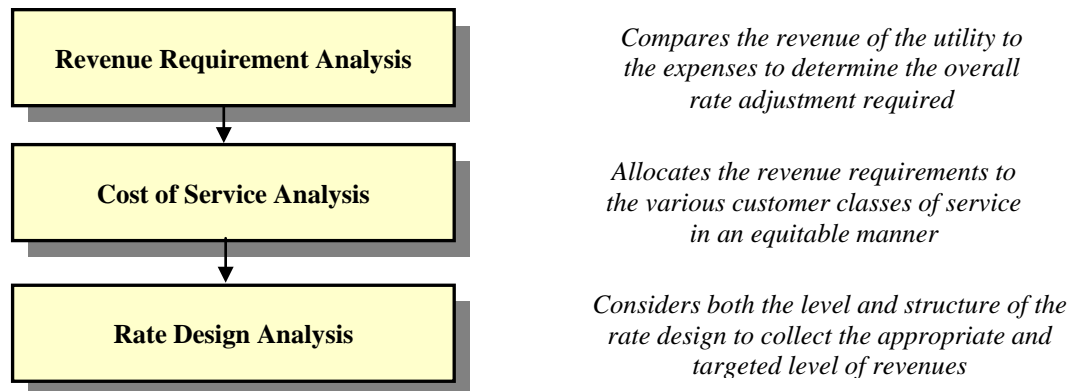 Revenue Requirement Analysis
Compares the revenue of the utility to
the expenses to determine the overall
rate adjustment required
Cost of Service Analysis
Allocates the revenue requirements to
the various customer classes of service
in an equitable manner
Rate Design Analysis
Considers both the level and structure of the
rate design to collect the appropriate and
targeted level of revenues